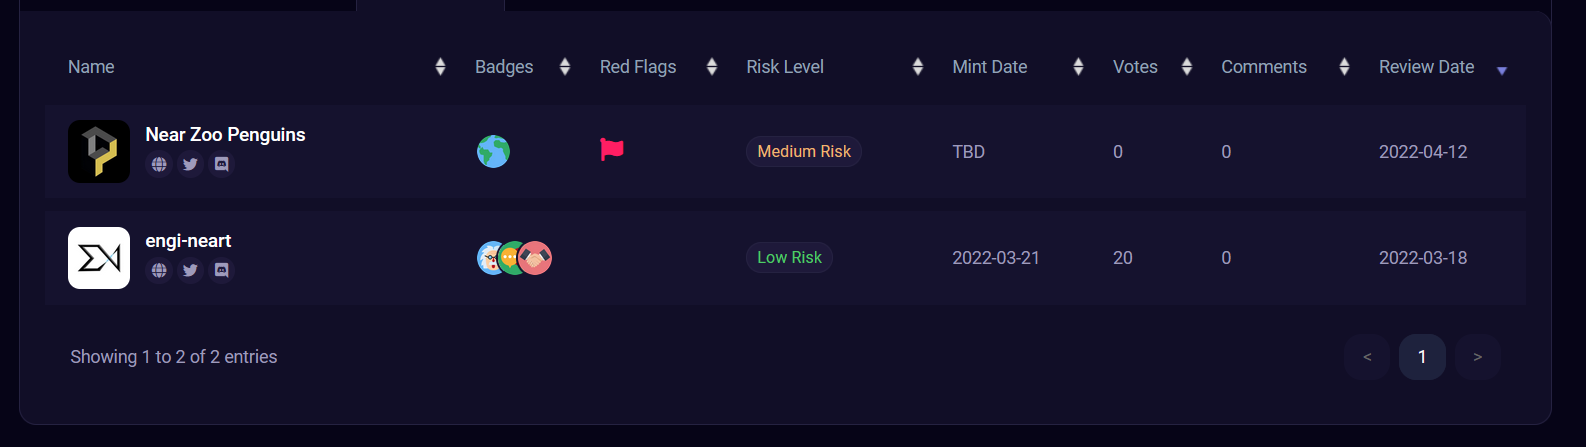 Name Badges Red Flags Risk Level Mint Date Votes Comments Review Date
Near Zoo Penguins Medium Risk TBD 0 0 2022-04-12
engi-neart Low Risk 2022-03-21 20 0 2022-03-18
Showing 1 to 2 of 2 entries < 1 >